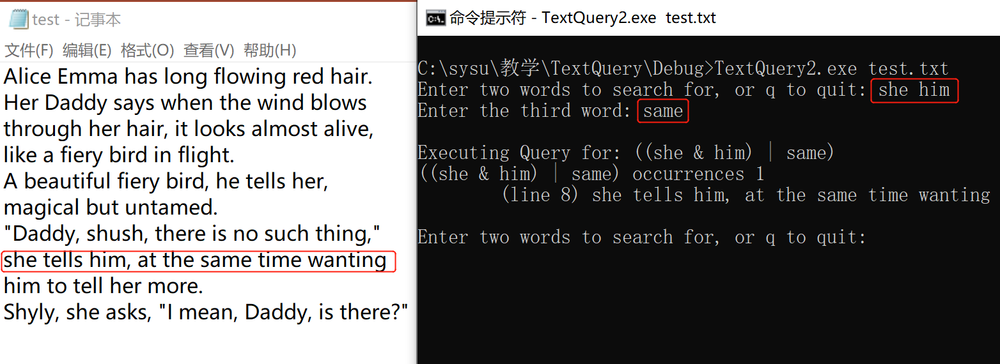 test - 记事本
文件(F) 编辑(E) 格式(O) 查看(V) 帮助(H)
Alice Emma has long flowing red hair.
Her Daddy says when the wind blows
through her hair, it looks almost alive,
like a fiery bird in flight.
A beautiful fiery bird, he tells her,
magical but untamed.
"Daddy, shush, there is no such thing,"
she tells him, at the same time wanting
him to tell her more.
Shyly, she asks, "I mean, Daddy, is there?"
命令提示符 - TextQuery2.exe test.txt
C:\sysu\教学\TextQuery\Debug>TextQuery2.exe test.txt
Enter two words to search for, or q to quit: she him
Enter the third word: same
Executing Query for: ((she & him) | same)
((she & him) | same) occurrences 1
(line 8) she tells him, at the same time wanting
Enter two words to search for, or q to quit: